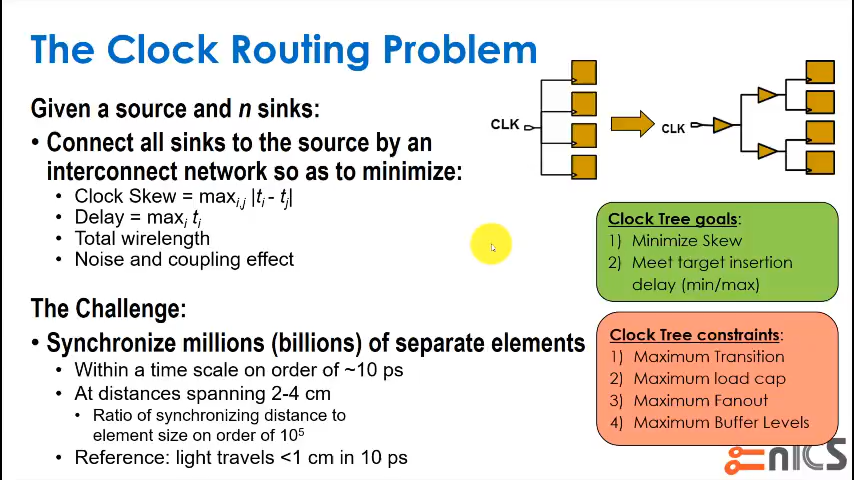 The Clock Routing Problem
Given a source and n sinks:
• Connect all sinks to the source by an
interconnect network so as to minimize:
• Clock Skew = maxi,j |ti - tj|
• Delay = maxi ti
• Total wirelength
• Noise and coupling effect
The Challenge:
• Synchronize millions (billions) of separate elements
• Within a time scale on order of ~10 ps
• At distances spanning 2-4 cm
• Ratio of synchronizing distance to
element size on order of 10⁵
• Reference: light travels <1 cm in 10 ps
CLK
CLK
Clock Tree goals:
1) Minimize Skew
2) Meet target insertion
delay (min/max)
Clock Tree constraints:
1) Maximum Transition
2) Maximum load cap
3) Maximum Fanout
4) Maximum Buffer Levels
enICS